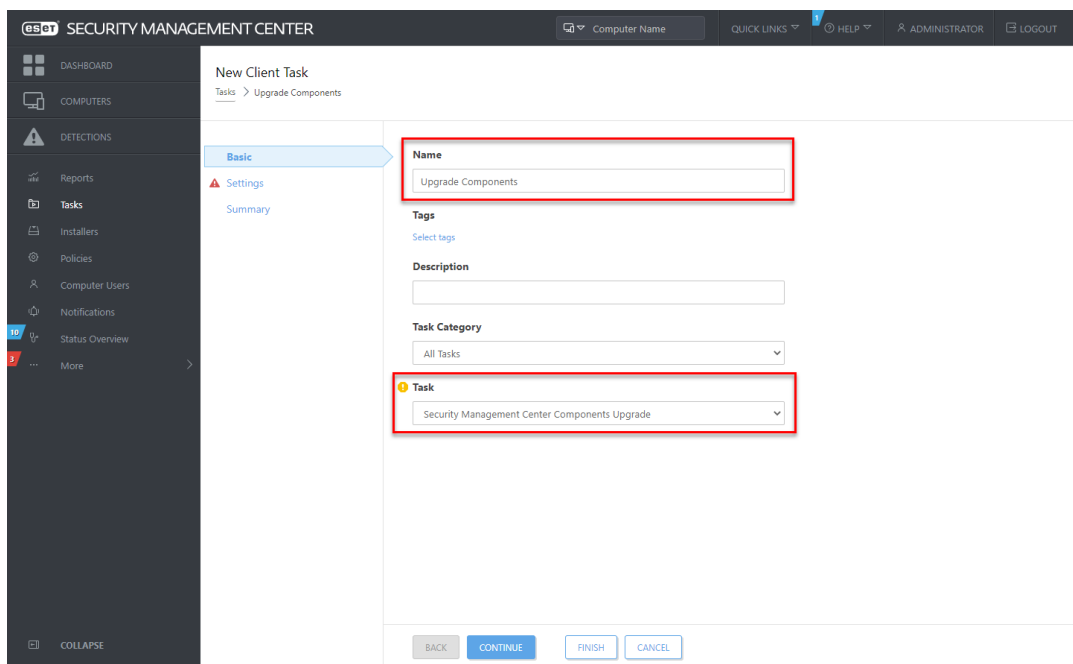 eset SECURITY MANAGEMENT CENTER
Computer Name
QUICK LINKS
1
HELP
ADMINISTRATOR
LOGOUT
DASHBOARD
COMPUTERS
DETECTIONS
Reports
Tasks
Installers
Policies
Computer Users
Notifications
10
Status Overview
3
More
COLLAPSE
New Client Task
Tasks > Upgrade Components
Basic
Settings
Summary
Name
Upgrade Components
Tags
Select tags
Description
Task Category
All Tasks
Task
Security Management Center Components Upgrade
BACK CONTINUE FINISH CANCEL